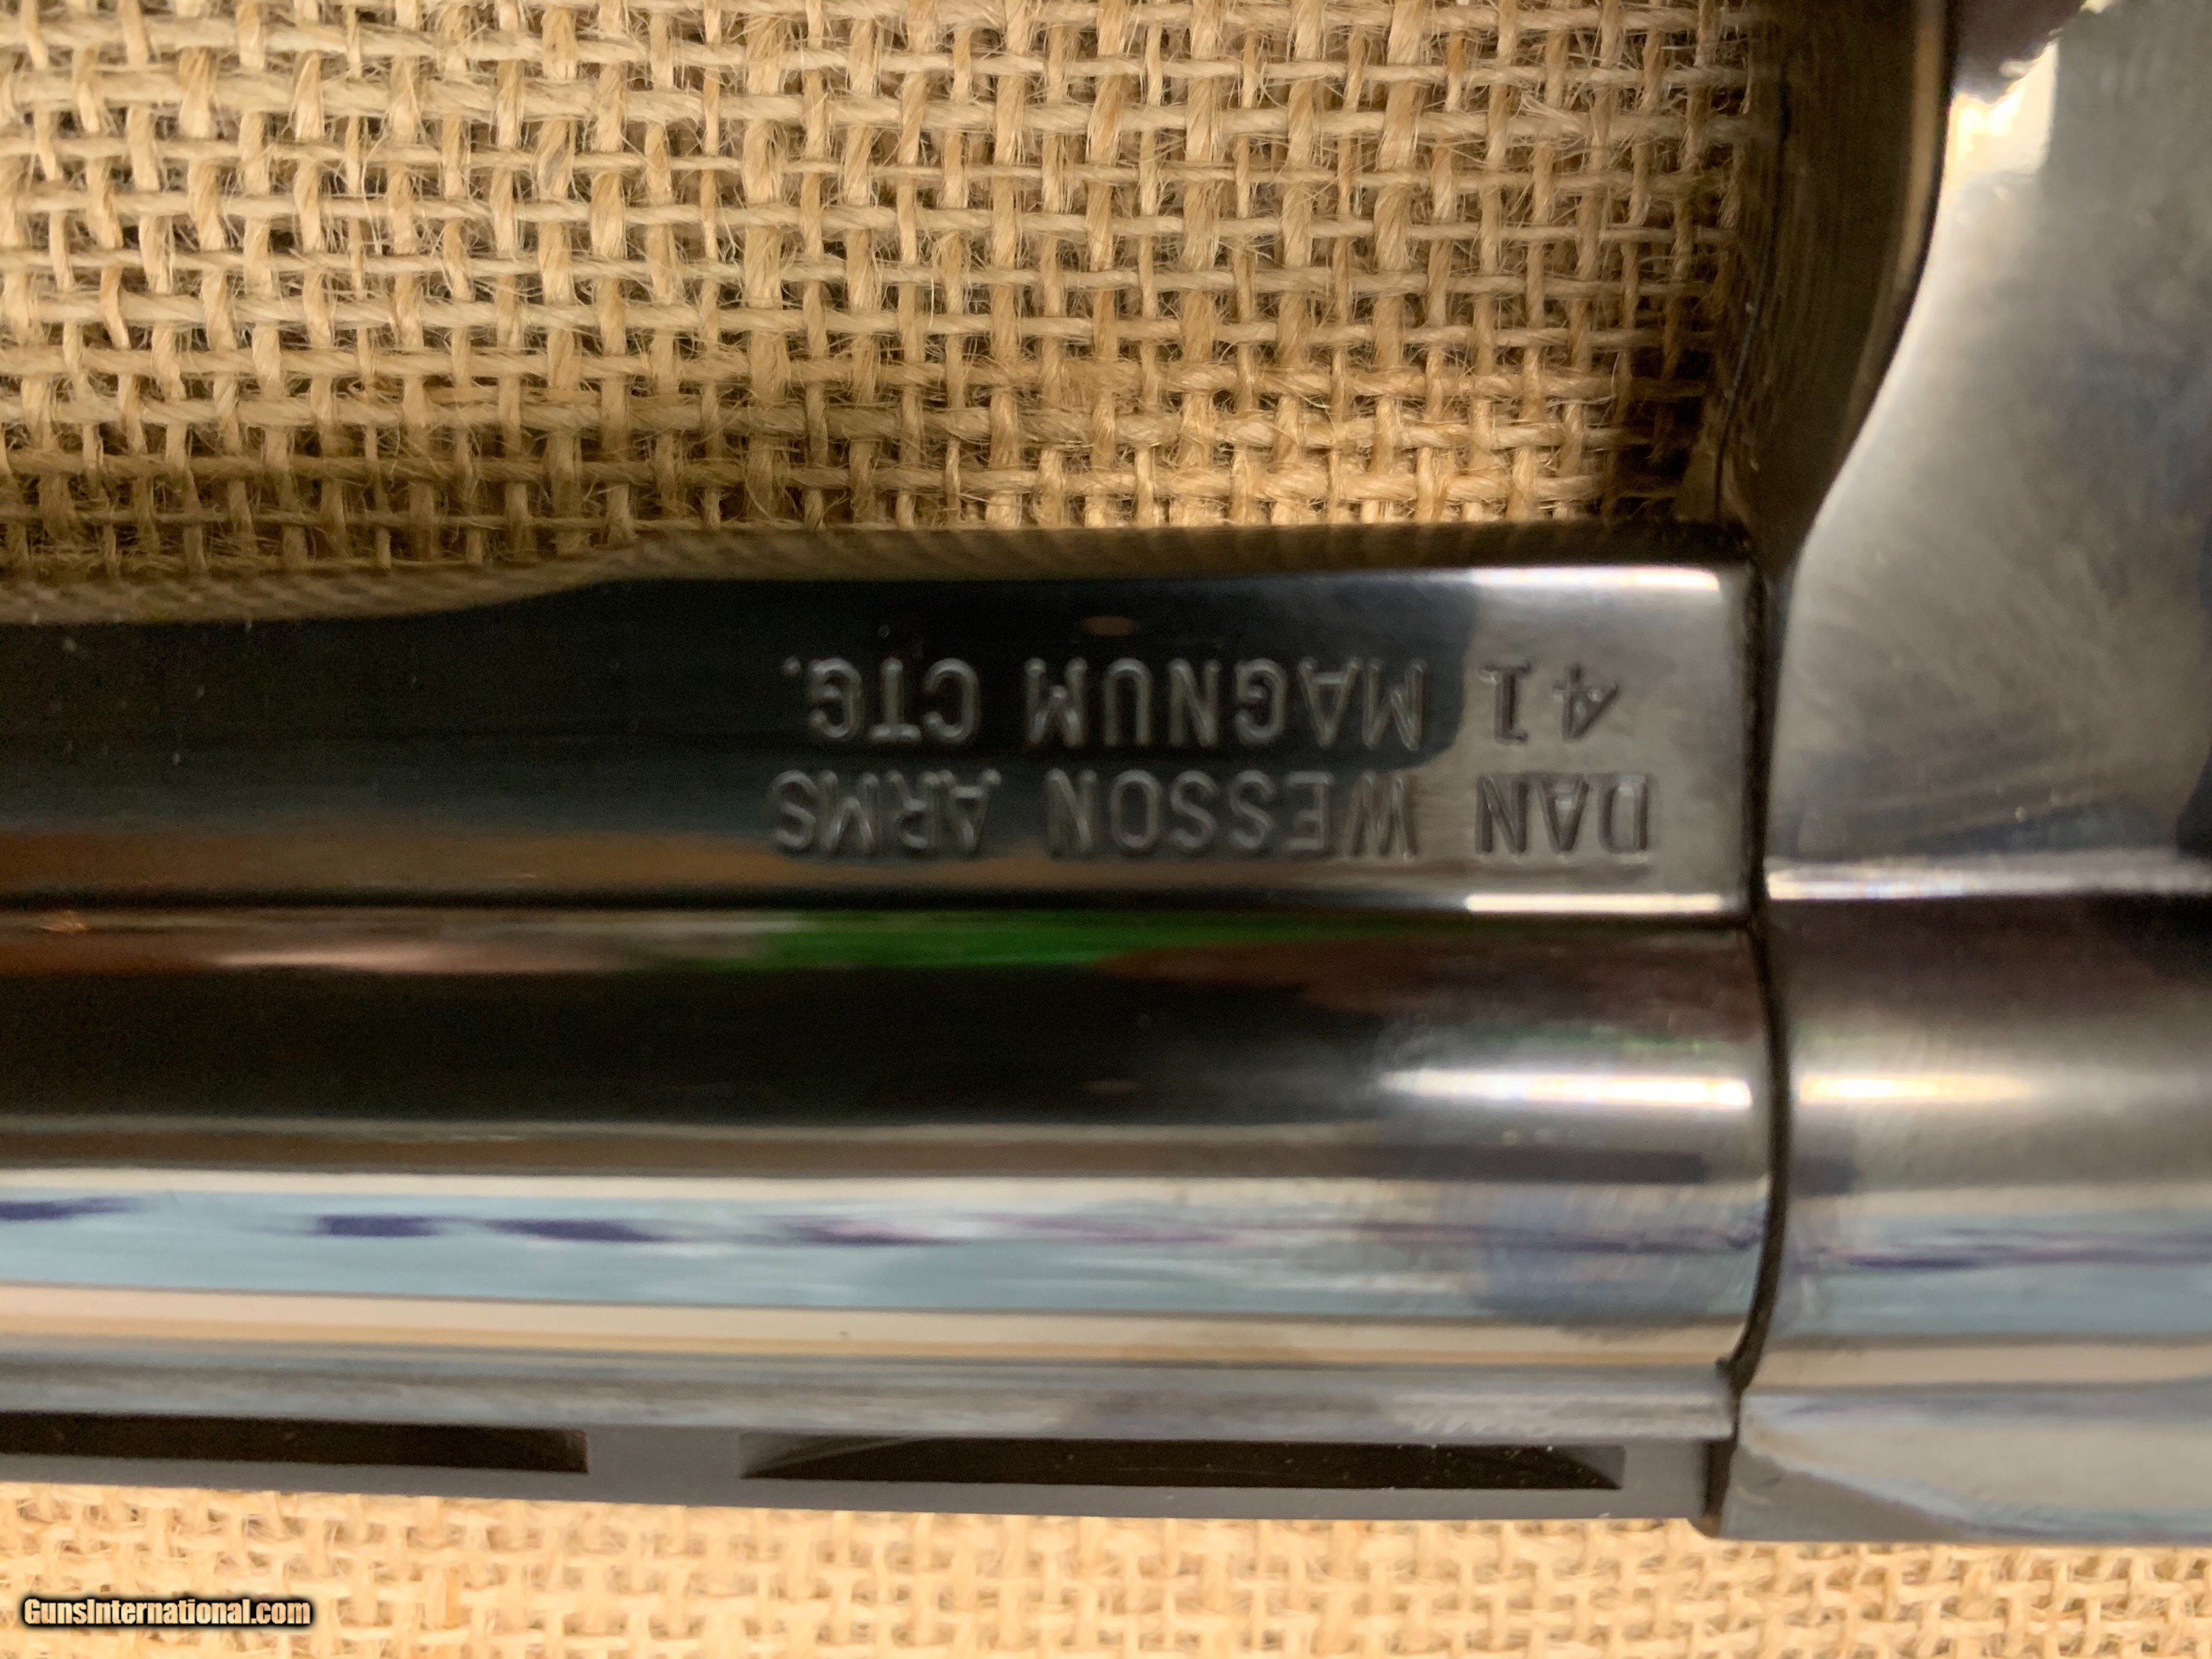 DAN WESSON ARMS
41 MAGNUM CTG.
GunsInternational.com